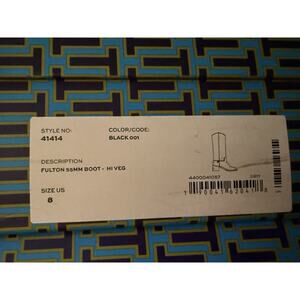 STYLE NO:
41414
COLOR/CODE:
BLACK 001
DESCRIPTION
FULTON 55MM BOOT - HI VEG
SIZE US
8